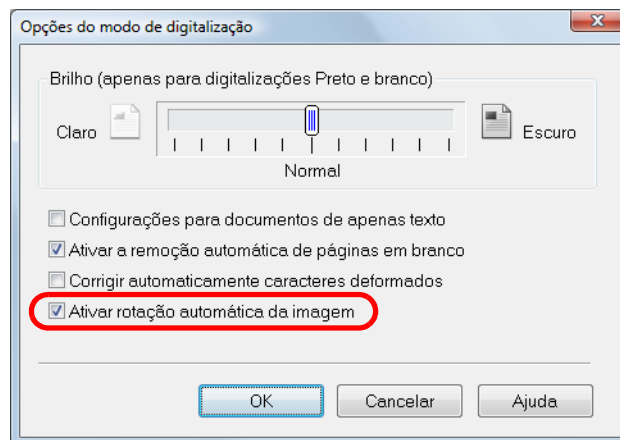 Opções do modo de digitalização
Brilho (apenas para digitalizações Preto e branco)
Claro
Escuro
Normal
Configurações para documentos de apenas texto
Ativar a remoção automática de páginas em branco
Corrigir automaticamente caracteres deformados
Ativar rotação automática da imagem
OK Cancelar Ajuda